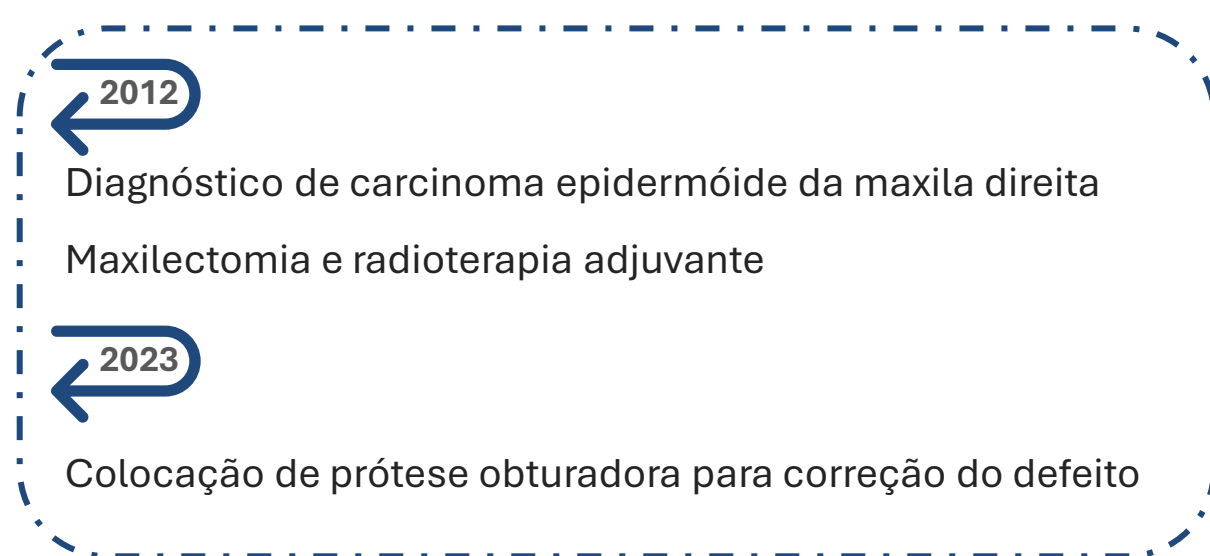 2012
Diagnóstico de carcinoma epidermóide da maxila direita
Maxilectomia e radioterapia adjuvante
2023
Colocação de prótese obturadora para correção do defeito